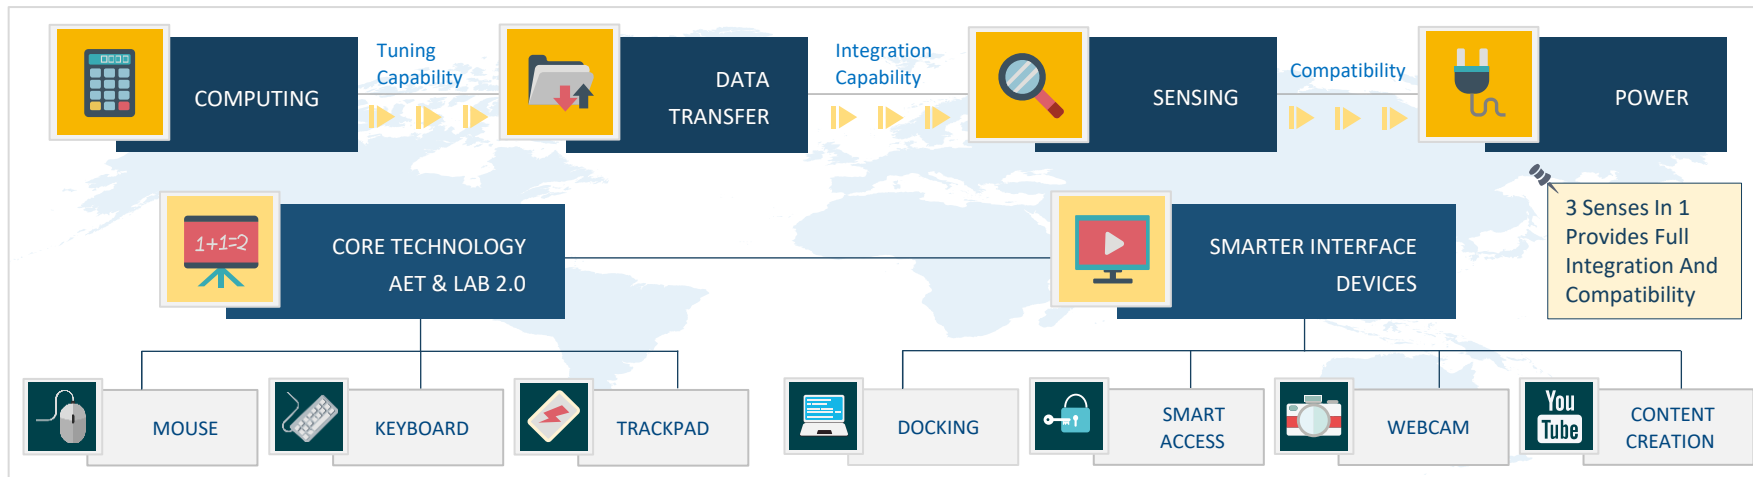 Tuning
Capability
Integration
Capability
Compatibility
COMPUTING
DATA
TRANSFER
SENSING
POWER
1+1=2
CORE TECHNOLOGY
AET & LAB 2.0
SMARTER INTERFACE
DEVICES
3 Senses In 1
Provides Full
Integration And
Compatibility
MOUSE
KEYBOARD
TRACKPAD
DOCKING
SMART
ACCESS
WEBCAM
You
Tube
CONTENT
CREATION